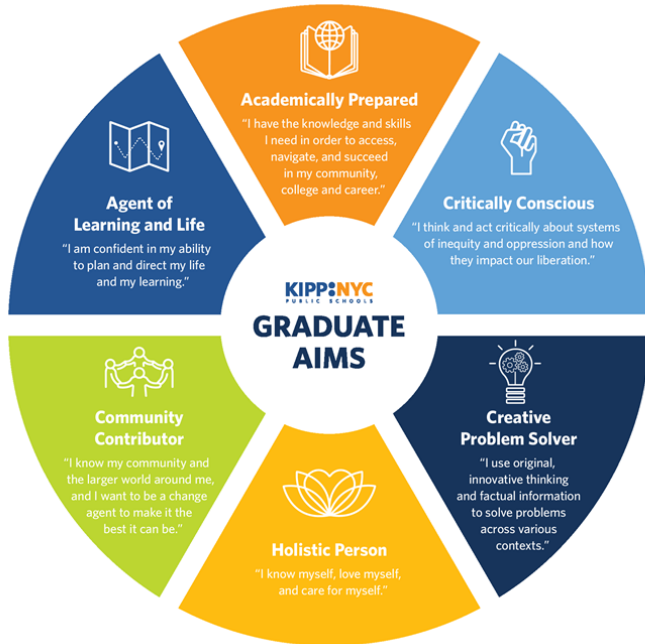 Academically Prepared
"I have the knowledge and skills
I need in order to access,
navigate, and succeed
in my community,
college and career."
Critically Conscious
"I think and act critically about systems
of inequity and oppression and how
they impact our liberation."
Creative
Problem Solver
"I use original,
innovative thinking
and factual information
to solve problems
across various
contexts."
Holistic Person
"I know myself, love myself,
and care for myself."
Community
Contributor
"I know my community and
the larger world around me,
and I want to be a change
agent to make it the
best it can be."
Agent of
Learning and Life
"I am confident in my ability
to plan and direct my life
and my learning."
KIPP:NYC
PUBLIC SCHOOLS
GRADUATE
AIMS